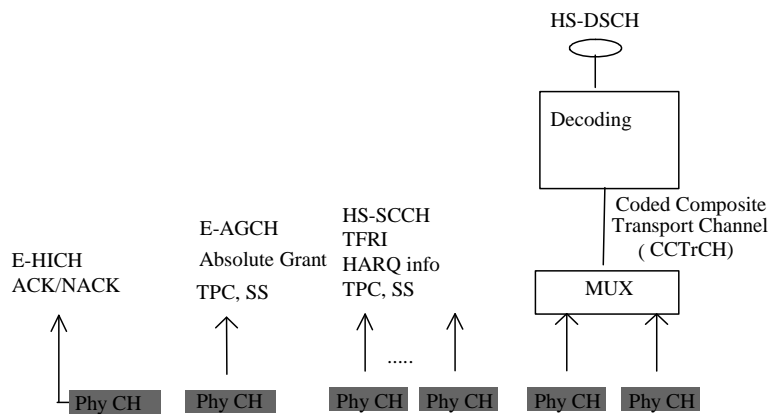 HS-DSCH
Decoding
Coded Composite
Transport Channel
( CCTrCH)
MUX
HS-SCCH
TFRI
HARQ info
TPC, SS
.....
E-AGCH
Absolute Grant
TPC, SS
E-HICH
ACK/NACK
Phy CH
Phy CH
Phy CH
Phy CH
Phy CH
Phy CH